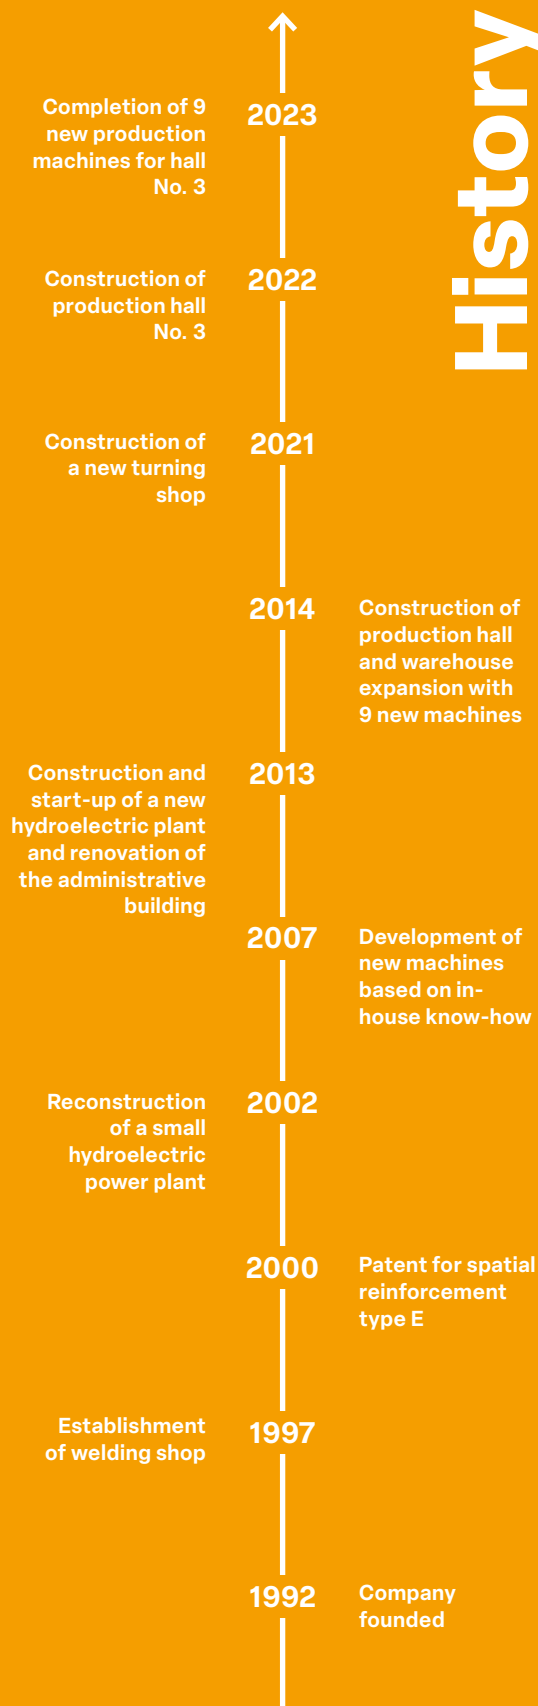 History
2023
Completion of 9
new production
machines for hall
No. 3
2022
Construction of
production hall
No. 3
2021
Construction of
a new turning
shop
2014
Construction of
production hall
and warehouse
expansion with
9 new machines
2013
Construction and
start-up of a new
hydroelectric plant
and renovation of
the administrative
building
2007
Development of
new machines
based on in-
house know-how
2002
Reconstruction
of a small
hydroelectric
power plant
2000
Patent for spatial
reinforcement
type E
1997
Establishment
of welding shop
1992
Company
founded